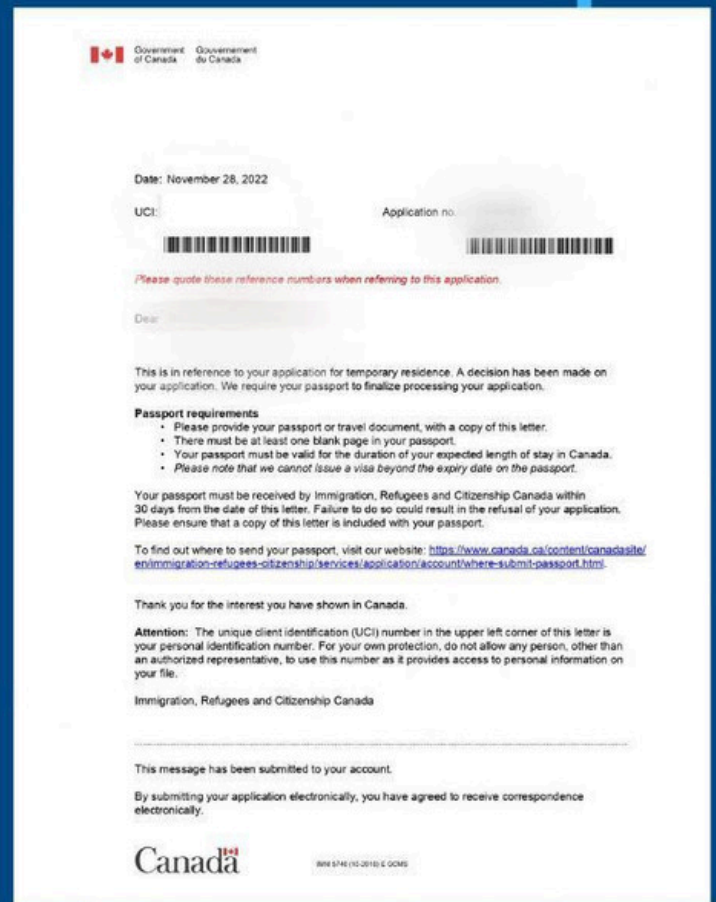 Government Gouvernement
of Canada du Canada
Date: November 28, 2022
UCI: Application no.
Please quote these reference numbers when referring to this application.
Dear
This is in reference to your application for temporary residence. A decision has been made on
your application. We require your passport to finalize processing your application.
Passport requirements
• Please provide your passport or travel document, with a copy of this letter.
• There must be at least one blank page in your passport.
• Your passport must be valid for the duration of your expected length of stay in Canada.
• Please note that we cannot issue a visa beyond the expiry date on the passport.
Your passport must be received by Immigration, Refugees and Citizenship Canada within
30 days from the date of this letter. Failure to do so could result in the refusal of your application.
Please ensure that a copy of this letter is included with your passport.
To find out where to send your passport, visit our website: https://www.canada.ca/content/canadasite/
en/immigration-refugees-citizenship/services/application/account/where-submit-passport.html.
Thank you for the interest you have shown in Canada.
Attention: The unique client identification (UCI) number in the upper left corner of this letter is
your personal identification number. For your own protection, do not allow any person, other than
an authorized representative, to use this number as it provides access to personal information on
your file.
Immigration, Refugees and Citizenship Canada
This message has been submitted to your account.
By submitting your application electronically, you have agreed to receive correspondence
electronically.
Canada
IMM 5740 (10-2018) E GCMS